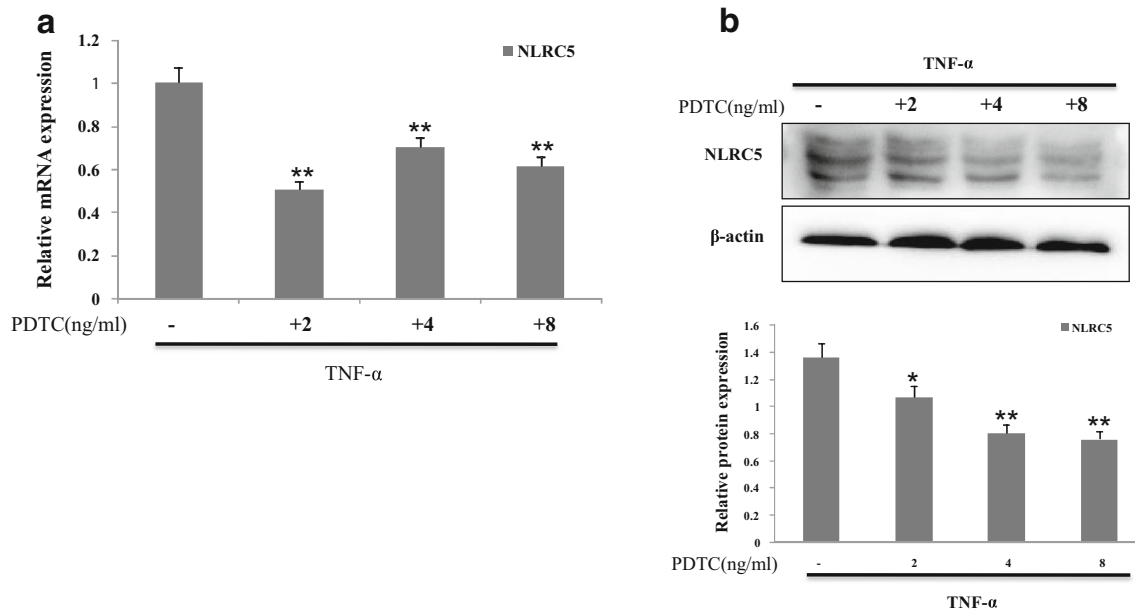 a
1.2
1
0.8
0.6
0.4
0.2
0
Relative mRNA expression
NLRC5
**
**
**
PDTC(ng/ml) - +2 +4 +8
TNF-α
b
TNF-α
PDTC(ng/ml) - +2 +4 +8
NLRC5
β-actin
1.6
1.4
1.2
1
0.8
0.6
0.4
0.2
0
Relative protein expression
NLRC5
*
**
**
PDTC(ng/ml) - 2 4 8
TNF-α